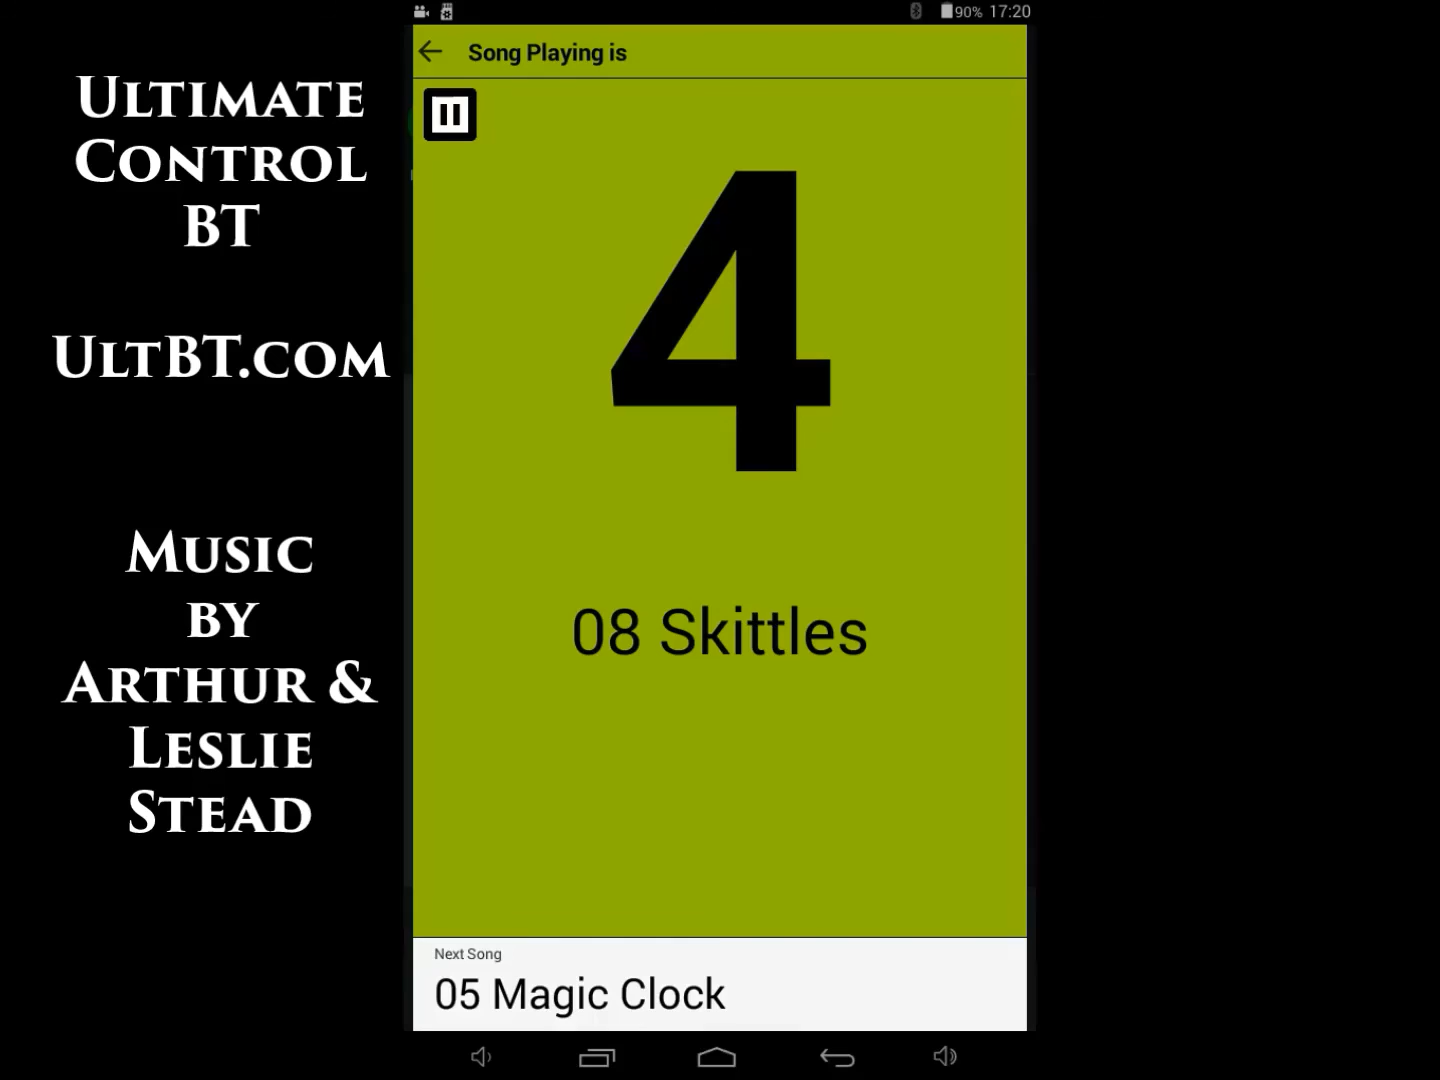 Ultimate
Control
BT
UltBT.com
Music
by
Arthur &
Leslie
Stead
90% 17:20
Song Playing is
4
08 Skittles
Next Song
05 Magic Clock